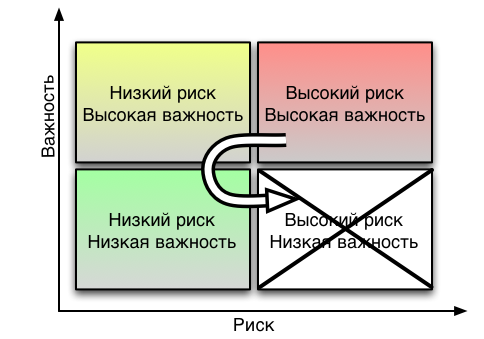 Важность
Низкий риск
Высокая важность
Высокий риск
Высокая важность
Низкий риск
Низкая важность
Высокий риск
Низкая важность
Риск